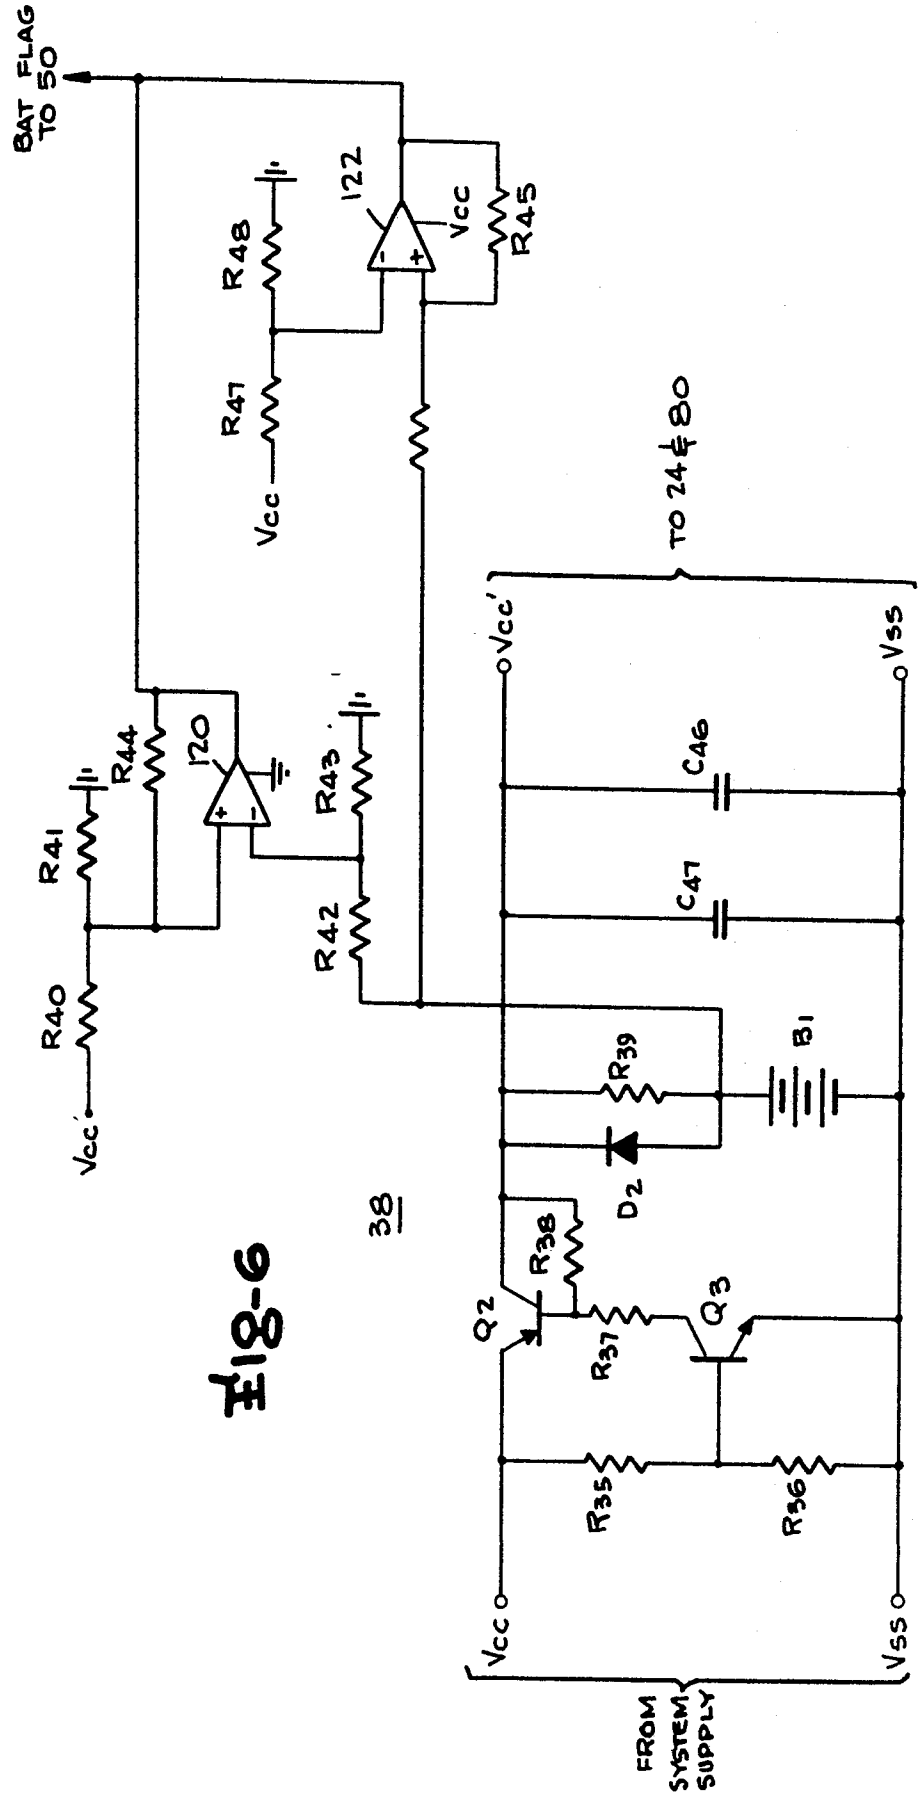 BAT FLAG
TO 50
R41
R40
Vcc'
R44
120
R43
R42
R48
R47
Vcc
122
Vcc
R45
Fig-6
38
TO 24 & 80
Vcc'
Vss
C46
C47
R39
B1
D2
Q2
R38
R37
Q3
R35
R36
Vcc
Vss
FROM
SYSTEM
SUPPLY
+
-
-
+